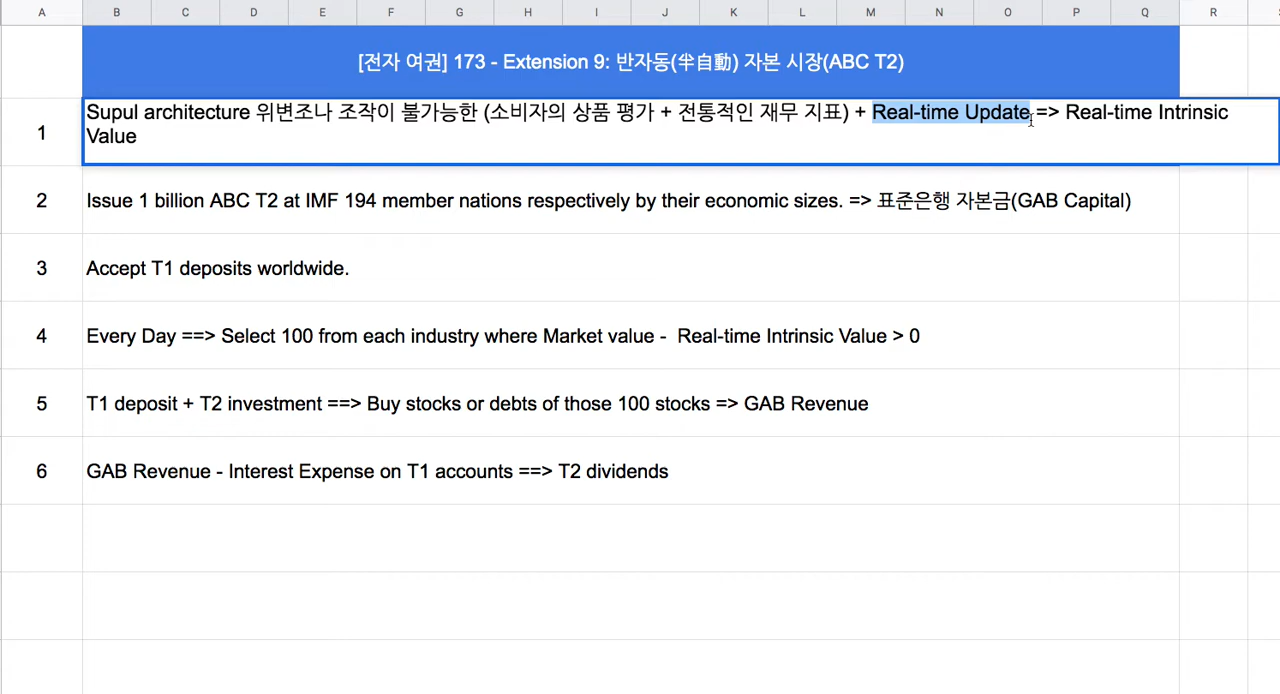 A B C D E F G H I J K L M N O P Q R
[전자 여권] 173 - Extension 9: 반자동(半自動) 자본 시장(ABC T2)
1 Supul architecture 위변조나 조작이 불가능한 (소비자의 상품 평가 + 전통적인 재무 지표) + Real-time Update => Real-time Intrinsic
Value
2 Issue 1 billion ABC T2 at IMF 194 member nations respectively by their economic sizes. => 표준은행 자본금(GAB Capital)
3 Accept T1 deposits worldwide.
4 Every Day ==> Select 100 from each industry where Market value - Real-time Intrinsic Value > 0
5 T1 deposit + T2 investment ==> Buy stocks or debts of those 100 stocks => GAB Revenue
6 GAB Revenue - Interest Expense on T1 accounts ==> T2 dividends